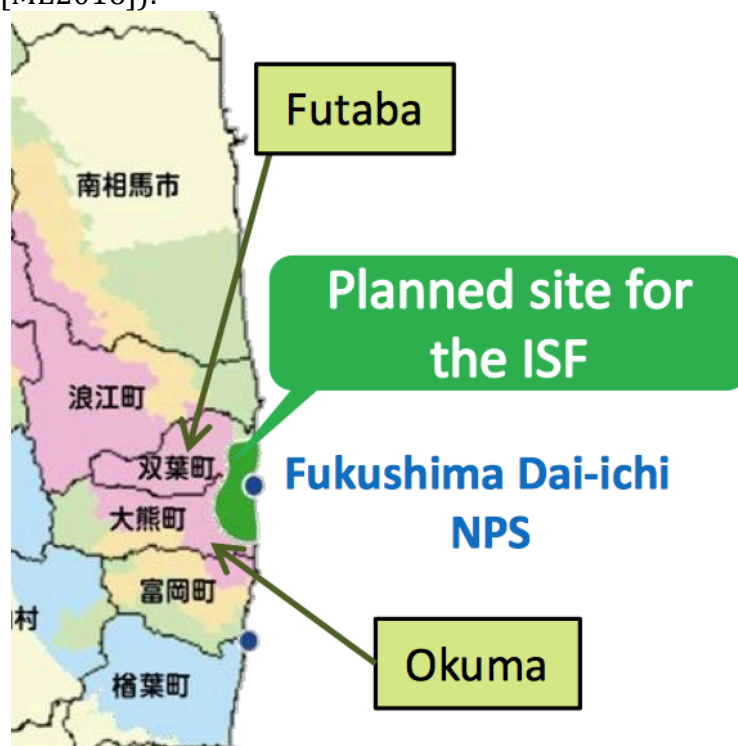 Futaba
南相馬市
Planned site for
the ISF
浪江町
双葉町
Fukushima Dai-ichi
NPS
大熊町
富岡町
村
Okuma
楢葉町